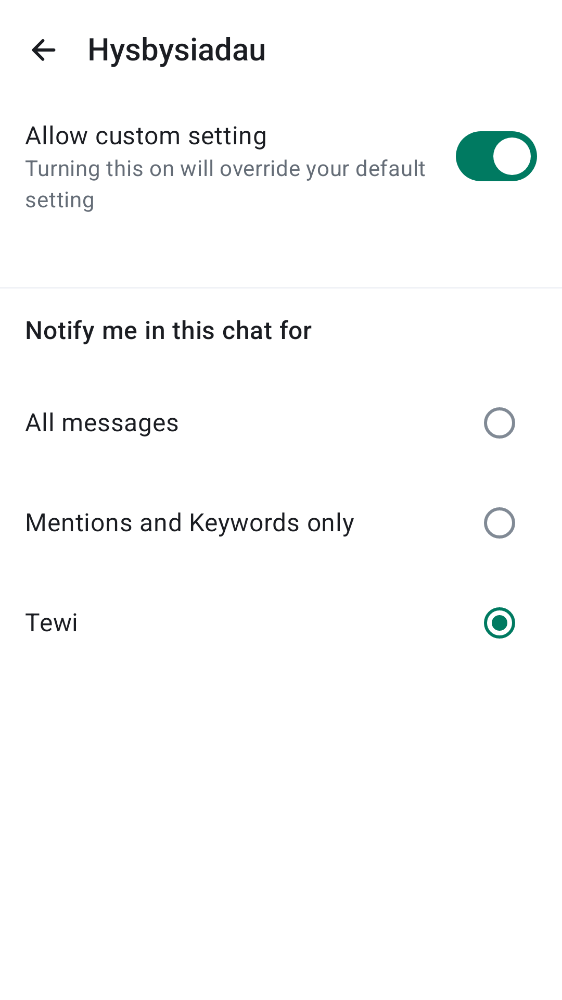 Hysbysiadau
Allow custom setting
Turning this on will override your default
setting
Notify me in this chat for
All messages
Mentions and Keywords only
Tewi